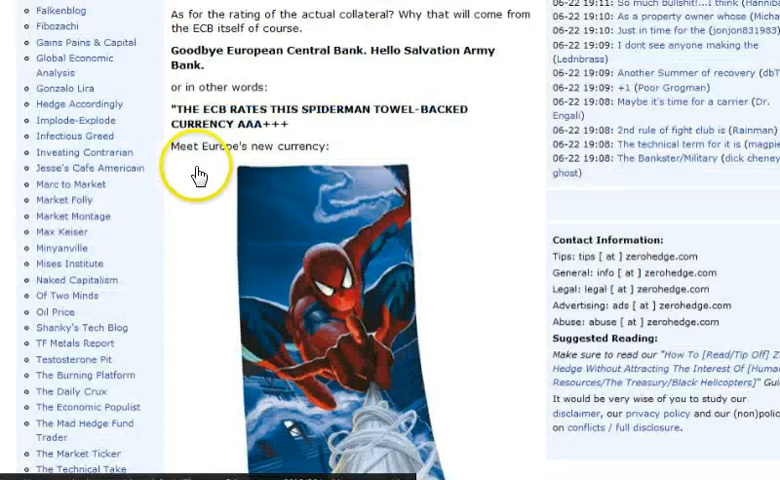 Falkenblog
Fibozachi
Gains Pains & Capital
Global Economic
Analysis
Gonzalo Lira
Hedge Accordingly
Implode-Explode
Infectious Greed
Investing Contrarian
Jesse's Cafe Americain
Marc to Market
Market Folly
Market Montage
Max Keiser
Minyanville
Mises Institute
Naked Capitalism
Of Two Minds
Oil Price
Shanky's Tech Blog
TF Metals Report
Testosterone Pit
The Burning Platform
The Daily Crux
The Economic Populist
The Mad Hedge Fund
Trader
The Market Ticker
The Technical Take
As for the rating of the actual collateral? Why that will come from
the ECB itself of course.
Goodbye European Central Bank. Hello Salvation Army
Bank.
or in other words:
"THE ECB RATES THIS SPIDERMAN TOWEL-BACKED
CURRENCY AAA+++
Meet Europe's new currency:
06-22 19:11: So much bullshit!...I think (Hanniba
06-22 19:10: As a property owner whose (Micha
06-22 19:10: Just in time for the (jonjon831983)
06-22 19:09: I dont see anyone making the
(Lednbrass)
06-22 19:09: Another Summer of recovery (dbT
06-22 19:09: +1 (Poor Grogman)
06-22 19:08: Maybe it's time for a carrier (Dr.
Engali)
06-22 19:08: 2nd rule of fight club is (Rainman)
06-22 19:08: The technical term for it is (magpie
06-22 19:08: The Bankster/Military (dick cheney
ghost)
Contact Information:
Tips: tips [ at ] zerohedge.com
General: info [ at ] zerohedge.com
Legal: legal [ at ] zerohedge.com
Advertising: ads [ at ] zerohedge.com
Abuse: abuse [ at ] zerohedge.com
Suggested Reading:
Make sure to read our "How To [Read/Tip Off] Z
Hedge Without Attracting The Interest Of [Human
Resources/The Treasury/Black Helicopters]" Gui
It would be very wise of you to study our
disclaimer, our privacy policy and our (non)polic
on conflicts / full disclosure.